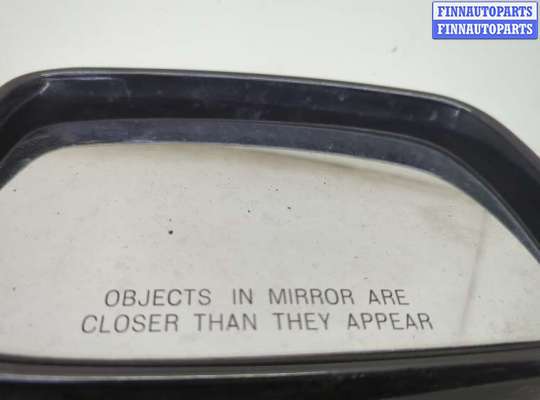 FINNAUTOPARTS
FINNAUTOPARTS
OBJECTS IN MIRROR ARE
CLOSER THAN THEY APPEAR